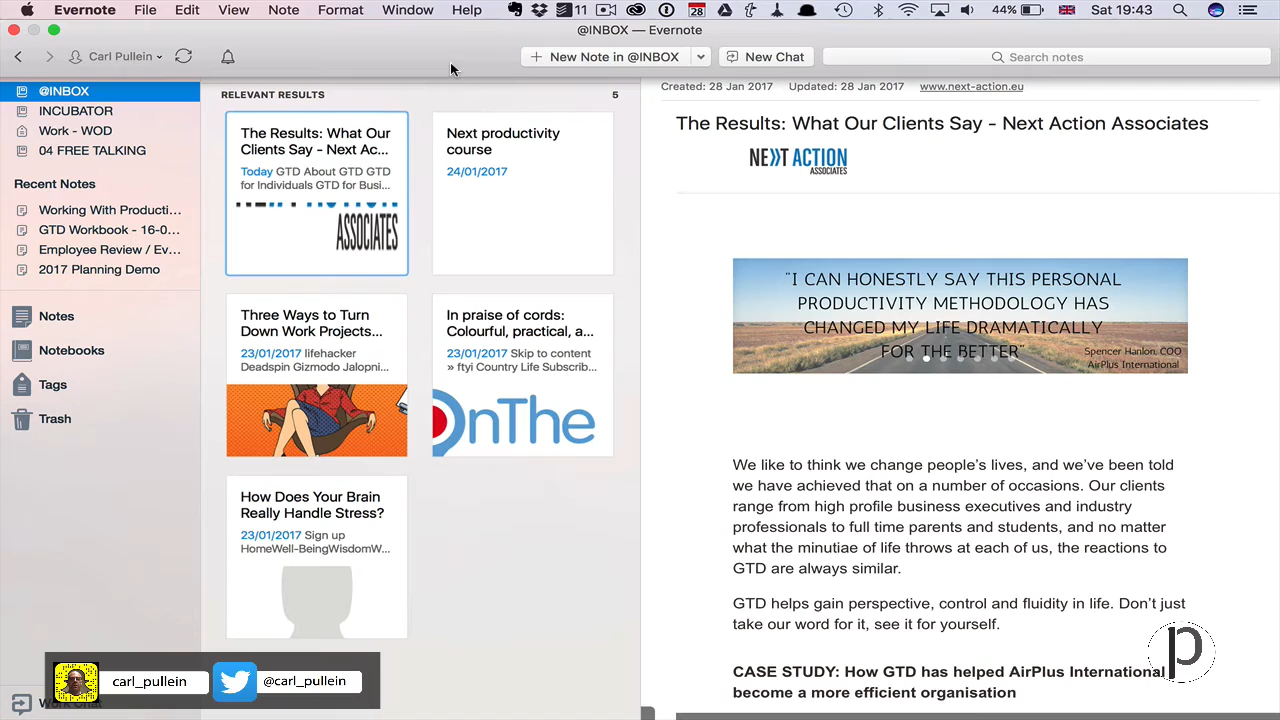 Evernote File Edit View Note Format Window Help 11 28 44% Sat 19:43
@INBOX — Evernote
Carl Pullein
New Note in @INBOX
New Chat
Search notes
@INBOX
INCUBATOR
Work - WOD
04 FREE TALKING
Recent Notes
Working With Producti...
GTD Workbook - 16-0...
Employee Review / Ev...
2017 Planning Demo
Notes
Notebooks
Tags
Trash
RELEVANT RESULTS 5
The Results: What Our
Clients Say - Next Ac...
Today GTD About GTD GTD
for Individuals GTD for Busi...
ASSOCIATES
Next productivity
course
24/01/2017
Three Ways to Turn
Down Work Projects...
23/01/2017 lifehacker
Deadspin Gizmodo Jalopni...
In praise of cords:
Colourful, practical, a...
23/01/2017 Skip to content
» ftyi Country Life Subscrib...
OnThe
How Does Your Brain
Really Handle Stress?
23/01/2017 Sign up
HomeWell-BeingWisdomW...
Created: 28 Jan 2017 Updated: 28 Jan 2017 www.next-action.eu
The Results: What Our Clients Say - Next Action Associates
NEXT ACTION
ASSOCIATES
"I CAN HONESTLY SAY THIS PERSONAL
PRODUCTIVITY METHODOLOGY HAS
CHANGED MY LIFE DRAMATICALLY
FOR THE BETTER"
Spencer Hanlon, COO
AirPlus International
We like to think we change people's lives, and we've been told
we have achieved that on a number of occasions. Our clients
range from high profile business executives and industry
professionals to full time parents and students, and no matter
what the minutiae of life throws at each of us, the reactions to
GTD are always similar.
GTD helps gain perspective, control and fluidity in life. Don't just
take our word for it, see it for yourself.
CASE STUDY: How GTD has helped AirPlus International
become a more efficient organisation
p
carl_pullein
@carl_pullein